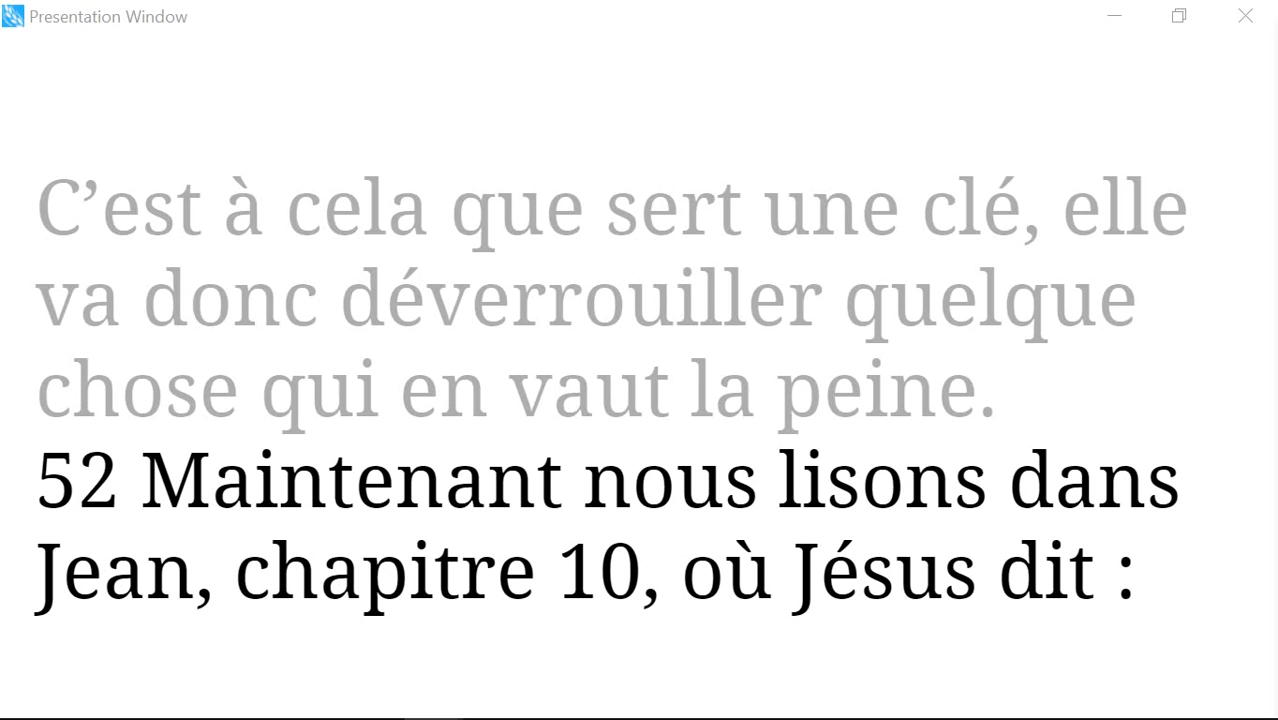 Presentation Window
C’est à cela que sert une clé, elle
va donc déverrouiller quelque
chose qui en vaut la peine.
52 Maintenant nous lisons dans
Jean, chapitre 10, où Jésus dit :